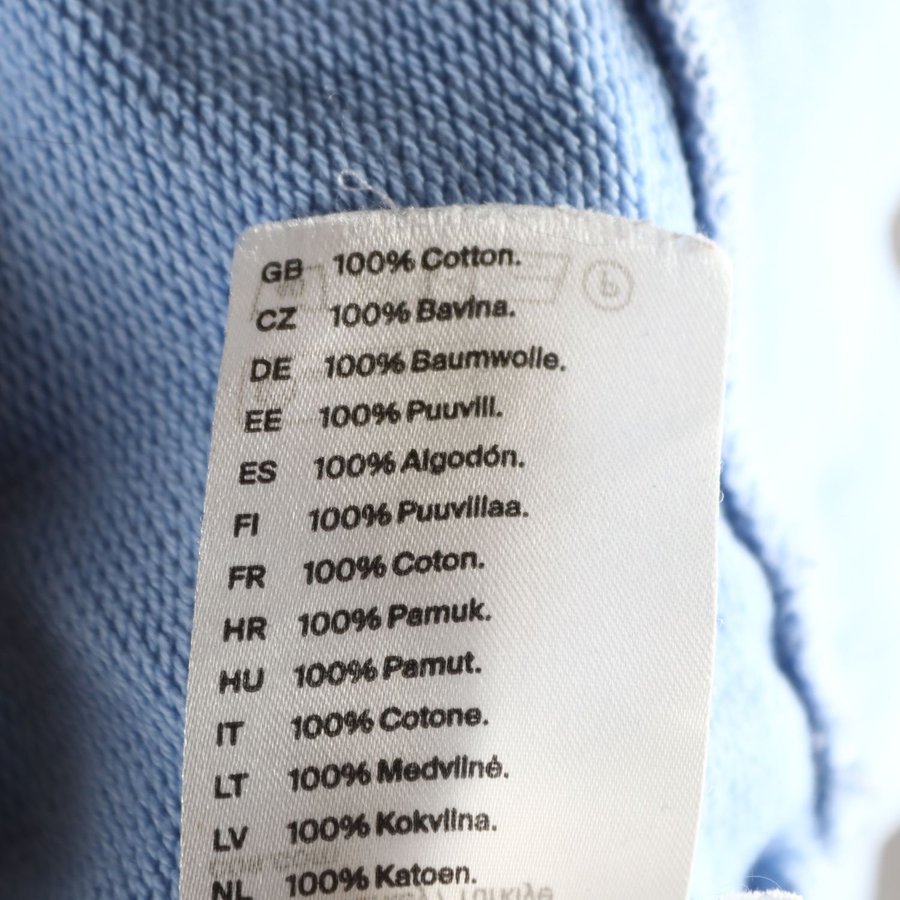 GB 100% Cotton.
CZ 100% Bavlna.
DE 100% Baumwolle.
EE 100% Puuvill.
ES 100% Algodón.
FI 100% Puuvillaa.
FR 100% Coton.
HR 100% Pamuk.
HU 100% Pamut.
IT 100% Cotone.
LT 100% Medvilnė.
LV 100% Kokvilna.
NL 100% Katoen.